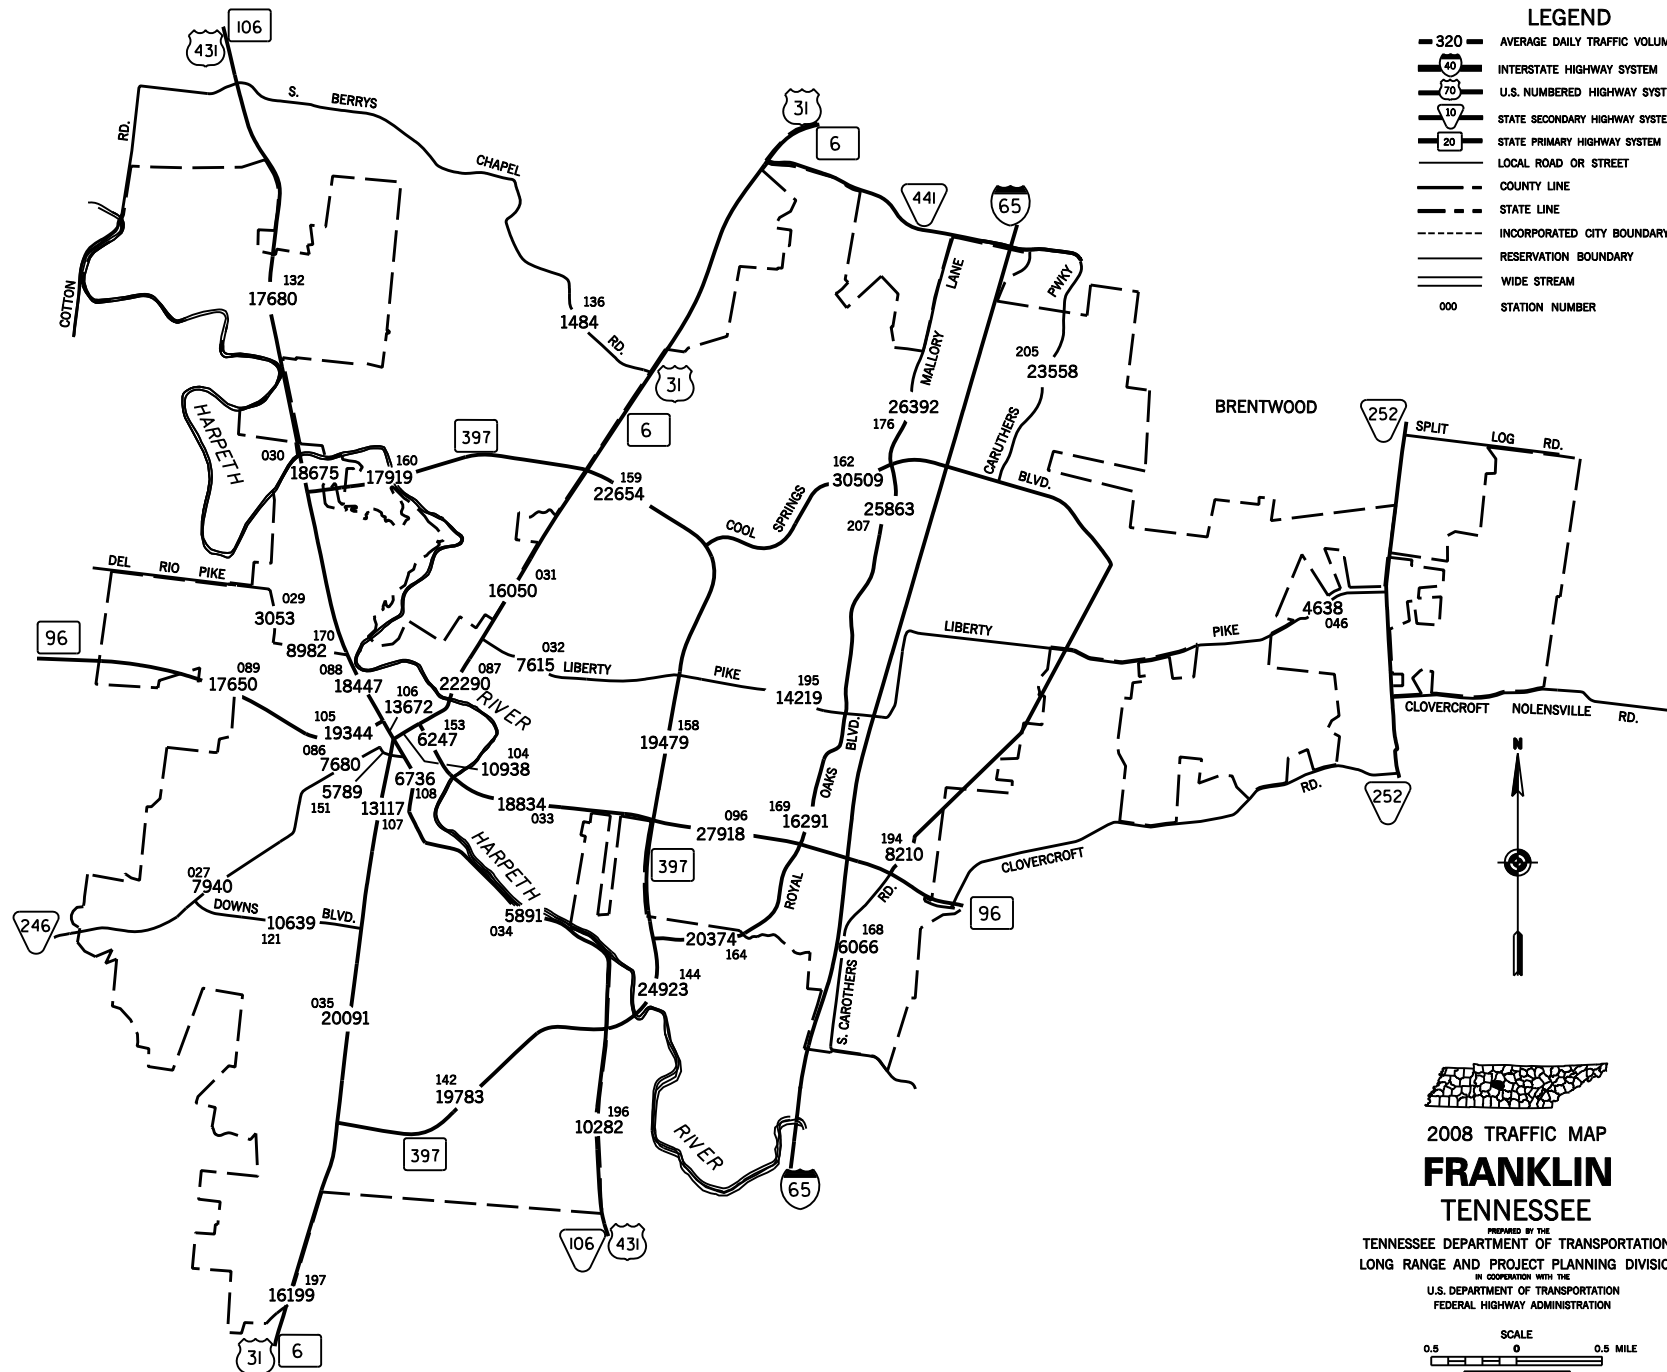 LEGEND
320 AVERAGE DAILY TRAFFIC VOLUM
40 INTERSTATE HIGHWAY SYSTEM
70 U.S. NUMBERED HIGHWAY SYST
10 STATE SECONDARY HIGHWAY SYSTE
20 STATE PRIMARY HIGHWAY SYSTEM
LOCAL ROAD OR STREET
COUNTY LINE
STATE LINE
INCORPORATED CITY BOUNDARY
RESERVATION BOUNDARY
WIDE STREAM
000 STATION NUMBER
106
431
S. BERRYS
RD.
CHAPEL
31
6
441
65
LANE
PWKY
132
17680
COTTON
136
1484
RD.
MALLORY
205
23558
31
26392
176
BRENTWOOD
252
SPLIT LOG RD.
HARPETH
397
6
030
18675
160
17919
159
22654
162
30509
CARUTHERS
BLVD.
COOL SPRINGS
25863
207
DEL RIO PIKE
029
3053
031
16050
4638
046
96
170
8982
032
7615
LIBERTY PIKE
LIBERTY PIKE
089
17650
088
18447
087
22290
195
14219
RIVER
106
13672
CLOVERCROFT NOLENSVILLE RD.
105
19344
153
6247
158
19479
BLVD.
086
7680
104
10938
OAKS
N
5789
151
6736
108
13117
107
18834
033
096
27918
169
16291
RD.
252
194
8210
HARPETH
397
CLOVERCROFT
027
7940
DOWNS BLVD.
ROYAL
RD.
96
246
10639
121
5891
034
20374
164
168
6066
144
24923
S. CAROTHERS
035
20091
142
19783
196
10282
RIVER
397
65
106
431
197
16199
31
6
2008 TRAFFIC MAP
FRANKLIN
TENNESSEE
PREPARED BY THE
TENNESSEE DEPARTMENT OF TRANSPORTATION
LONG RANGE AND PROJECT PLANNING DIVISIO
IN COOPERATION WITH THE
U.S. DEPARTMENT OF TRANSPORTATION
FEDERAL HIGHWAY ADMINISTRATION
SCALE
0.5 0 0.5 MILE